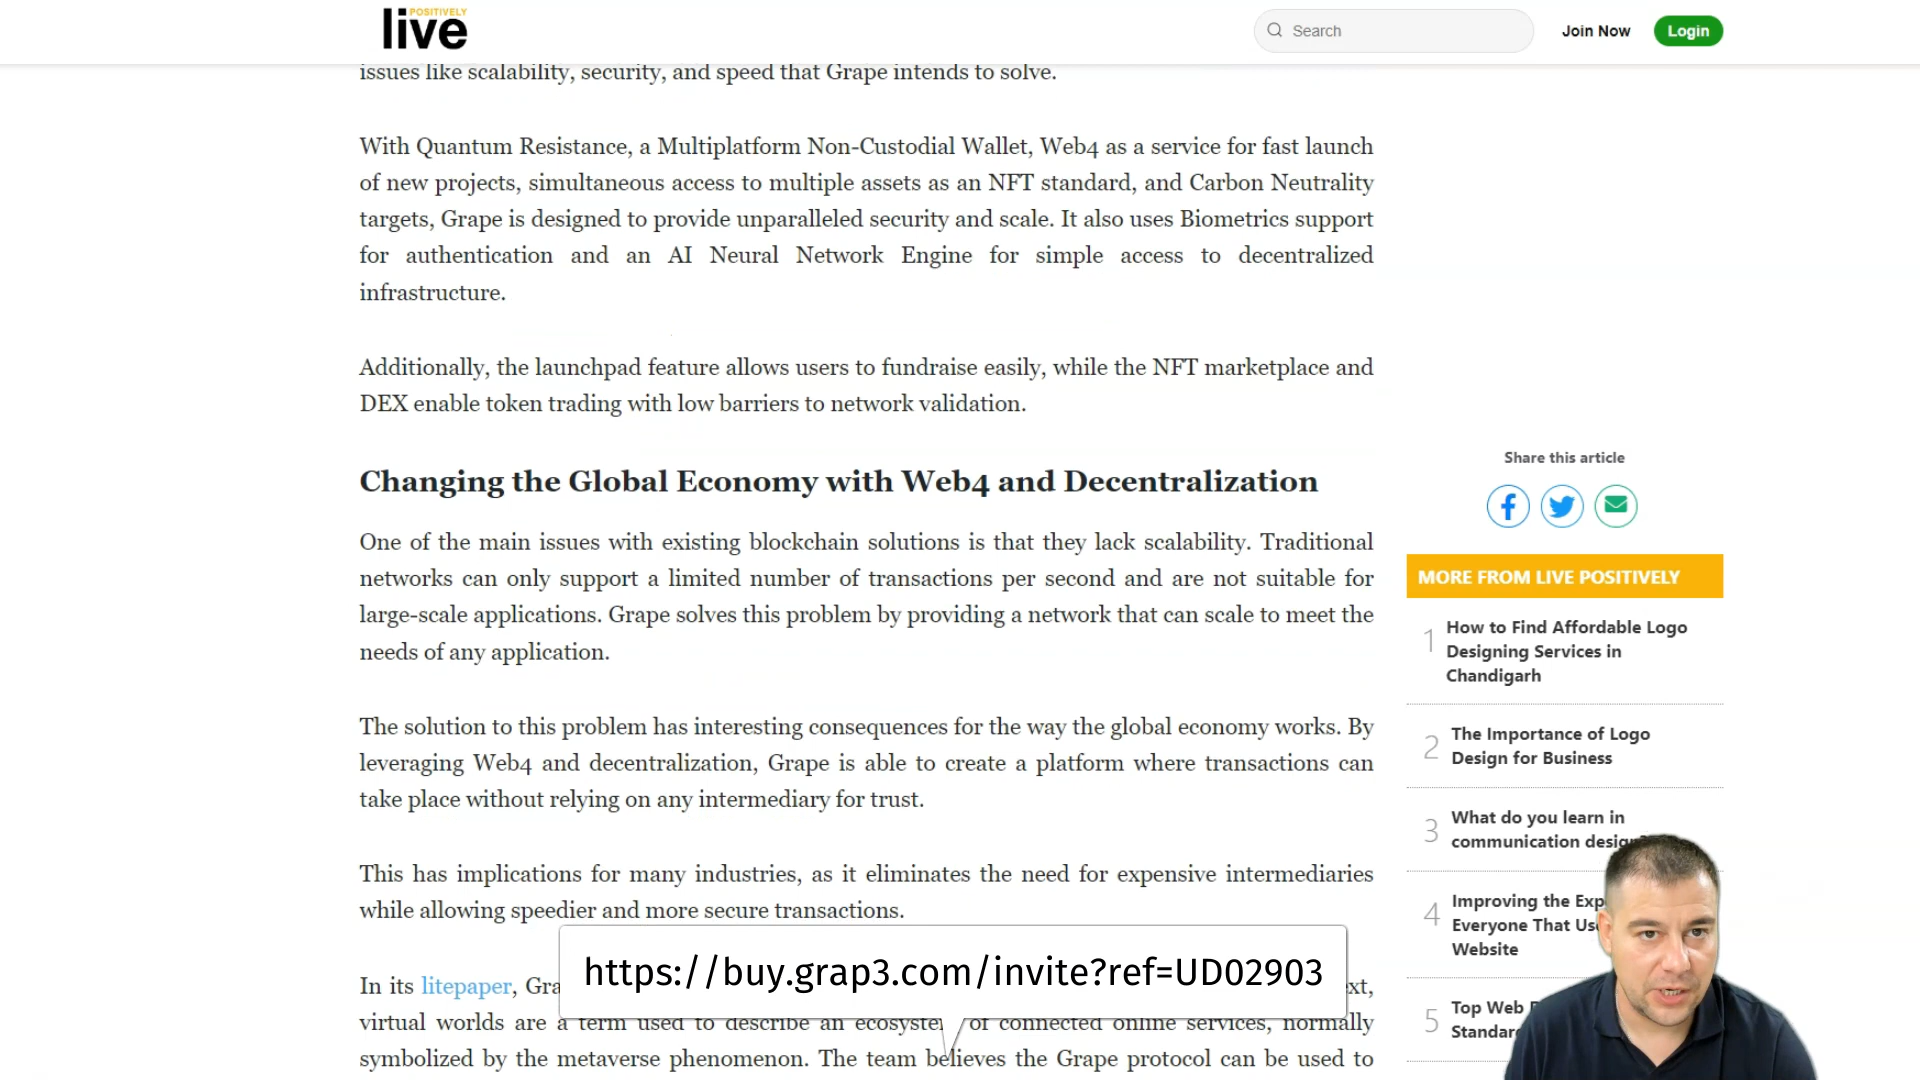 POSITIVELY
live
Search
Join Now
Login
issues like scalability, security, and speed that Grape intends to solve.
With Quantum Resistance, a Multiplatform Non-Custodial Wallet, Web4 as a service for fast launch
of new projects, simultaneous access to multiple assets as an NFT standard, and Carbon Neutrality
targets, Grape is designed to provide unparalleled security and scale. It also uses Biometrics support
for authentication and an AI Neural Network Engine for simple access to decentralized
infrastructure.
Additionally, the launchpad feature allows users to fundraise easily, while the NFT marketplace and
DEX enable token trading with low barriers to network validation.
Changing the Global Economy with Web4 and Decentralization
One of the main issues with existing blockchain solutions is that they lack scalability. Traditional
networks can only support a limited number of transactions per second and are not suitable for
large-scale applications. Grape solves this problem by providing a network that can scale to meet the
needs of any application.
The solution to this problem has interesting consequences for the way the global economy works. By
leveraging Web4 and decentralization, Grape is able to create a platform where transactions can
take place without relying on any intermediary for trust.
This has implications for many industries, as it eliminates the need for expensive intermediaries
while allowing speedier and more secure transactions.
In its litepaper, Gra
xt,
virtual worlds are a term used to describe an ecosyste of connected online services, normally
symbolized by the metaverse phenomenon. The team believes the Grape protocol can be used to
https://buy.grap3.com/invite?ref=UD02903
Share this article
MORE FROM LIVE POSITIVELY
1 How to Find Affordable Logo
Designing Services in
Chandigarh
2 The Importance of Logo
Design for Business
3 What do you learn in
communication design?
4 Improving the Exp
Everyone That Us
Website
5 Top Web
Standar